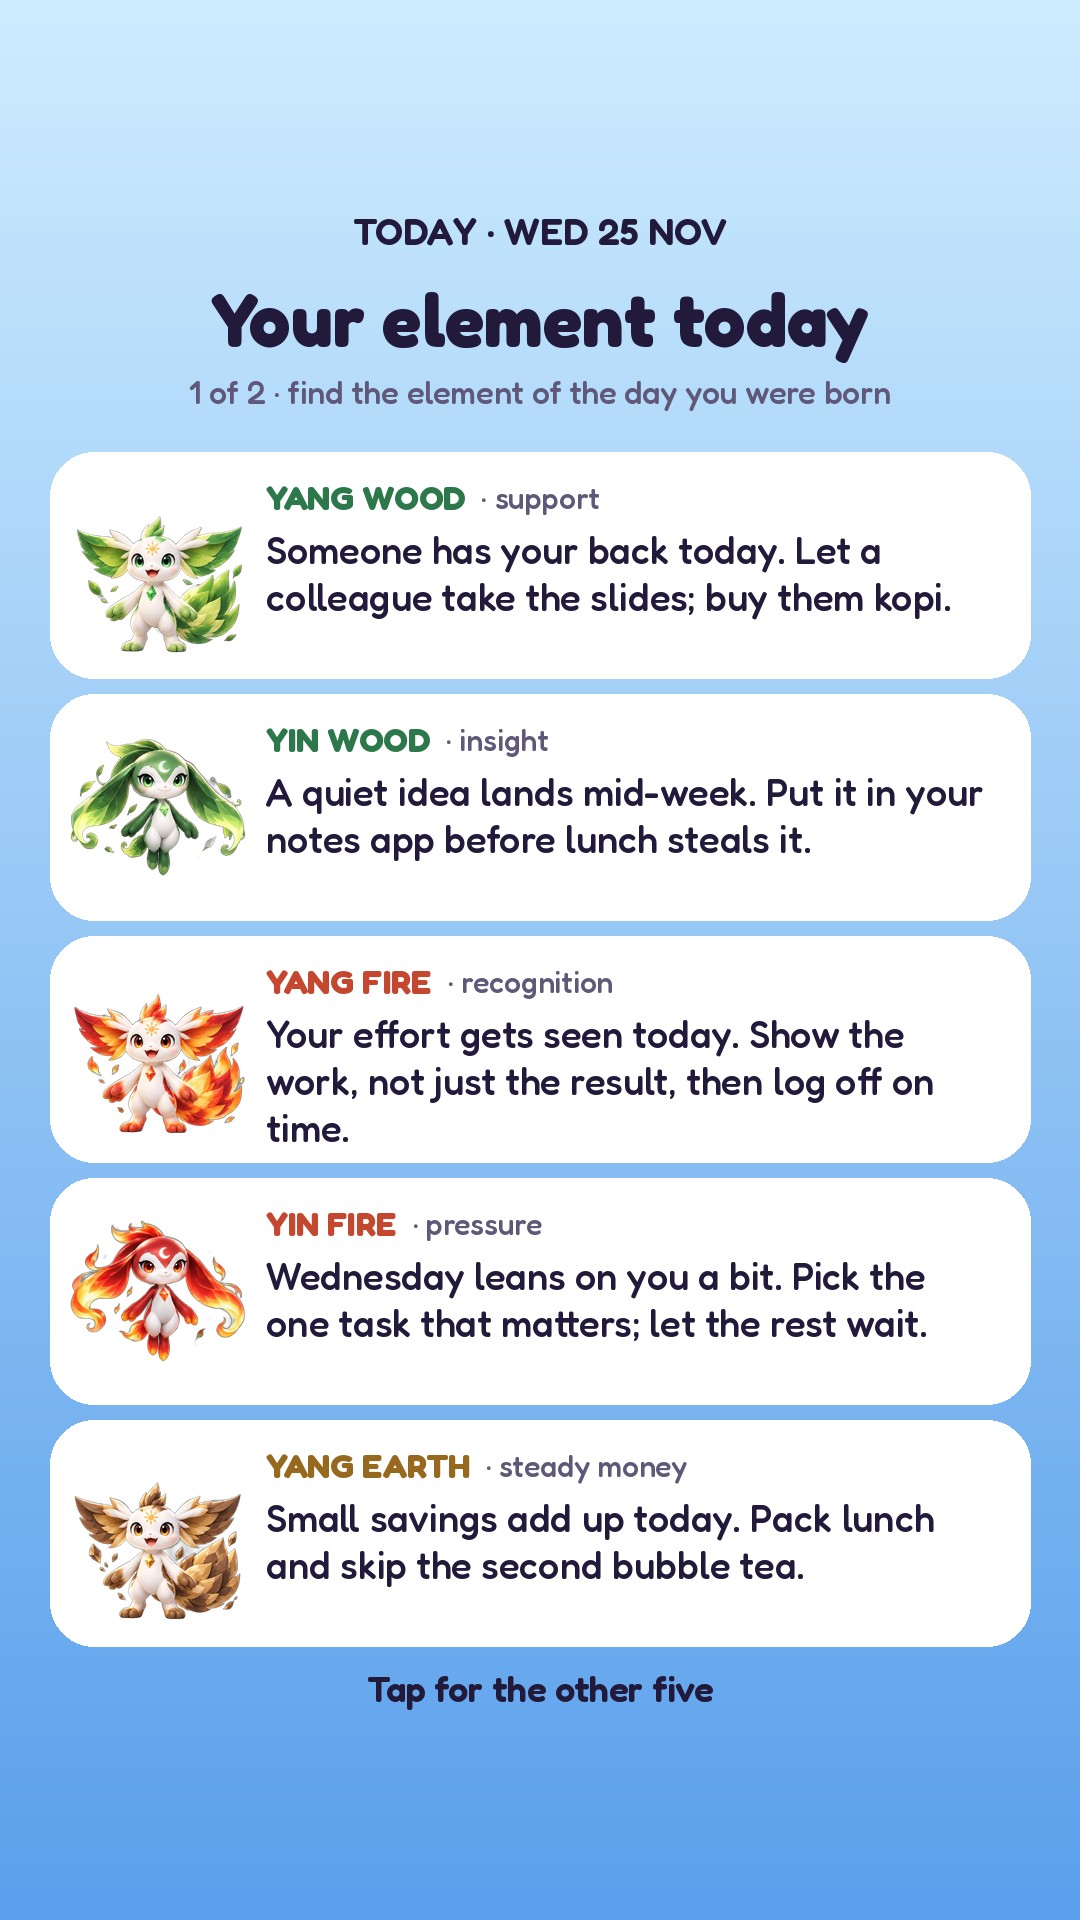 TODAY · WED 25 NOV
Your element today
1 of 2 · find the element of the day you were born
YANG WOOD · support
Someone has your back today. Let a
colleague take the slides; buy them kopi.
YIN WOOD · insight
A quiet idea lands mid-week. Put it in your
notes app before lunch steals it.
YANG FIRE · recognition
Your effort gets seen today. Show the
work, not just the result, then log off on
time.
YIN FIRE · pressure
Wednesday leans on you a bit. Pick the
one task that matters; let the rest wait.
YANG EARTH · steady money
Small savings add up today. Pack lunch
and skip the second bubble tea.
Tap for the other five